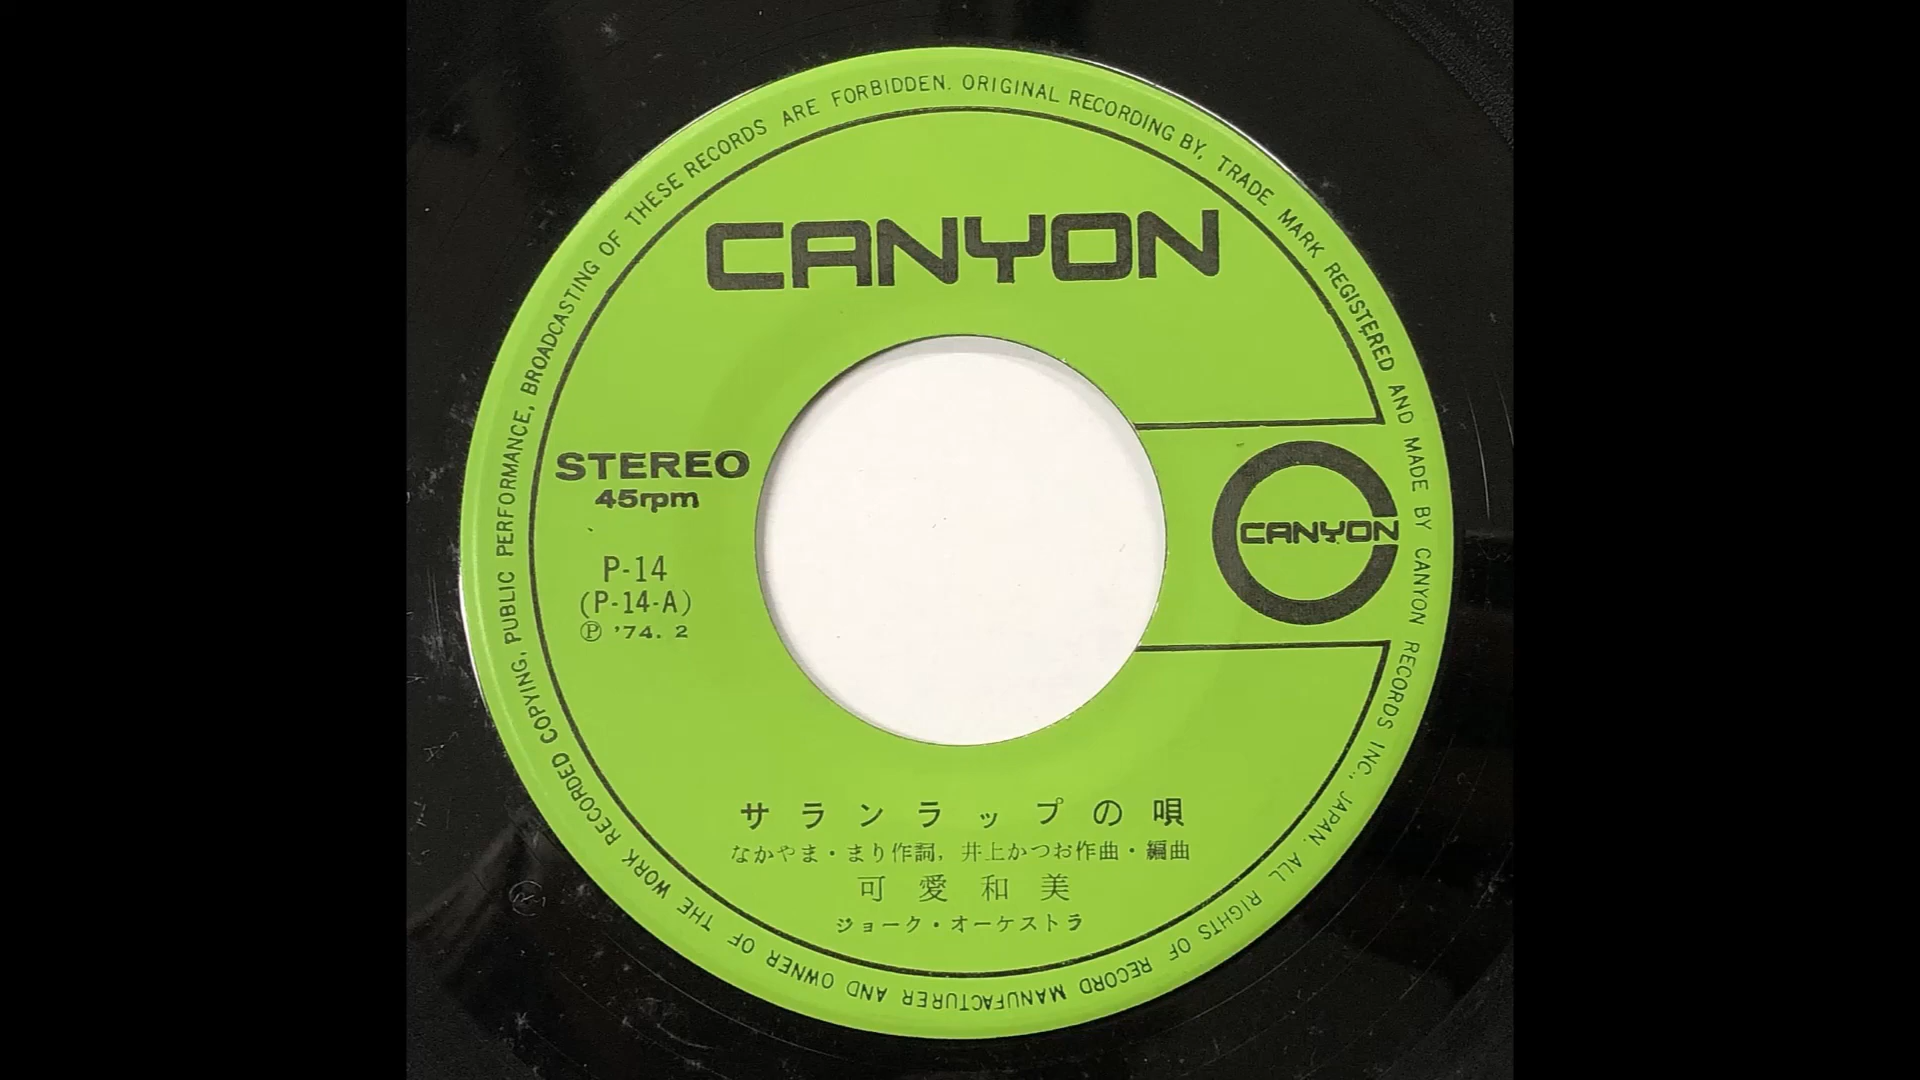 CANYON
STEREO
45rpm
P-14
(P-14-A)
Ⓟ '74. 2
CANYON
サランラップの唄
なかやま・まり作詞, 井上かつお作曲・編曲
可愛和美
ジョーク・オーケストラ
ORIGINAL RECORDING BY, TRADE MARK REGISTERED AND MADE BY CANYON RECORDS INC., JAPAN. ALL RIGHTS OF RECORD MANUFACTURER AND OWNER OF THE WORK RECORDED COPYING, PUBLIC PERFORMANCE, BROADCASTING OF THESE RECORDS ARE FORBIDDEN.